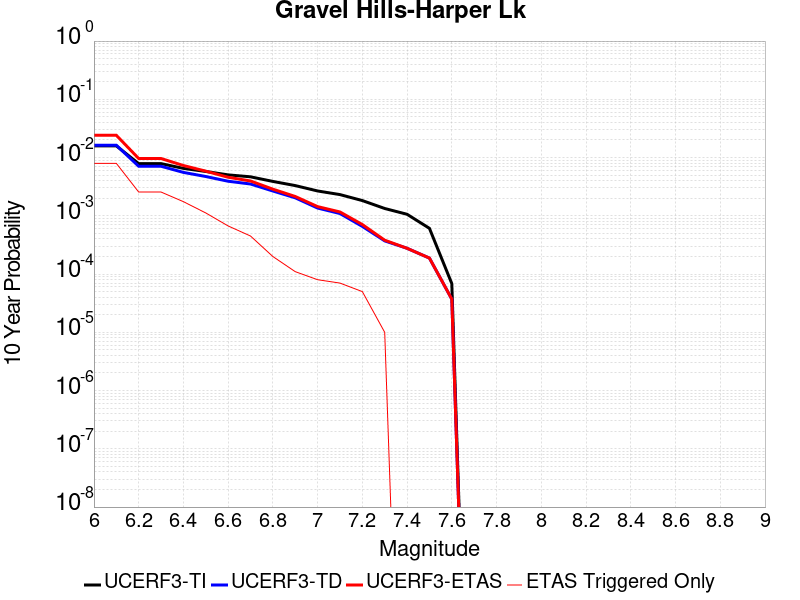 Gravel Hills-Harper Lk
10^0
10^-1
10^-2
10^-3
10^-4
10^-5
10^-6
10^-7
10^-8
10 Year Probability
6 6.2 6.4 6.6 6.8 7 7.2 7.4 7.6 7.8 8 8.2 8.4 8.6 8.8 9
Magnitude
UCERF3-TI UCERF3-TD UCERF3-ETAS ETAS Triggered Only